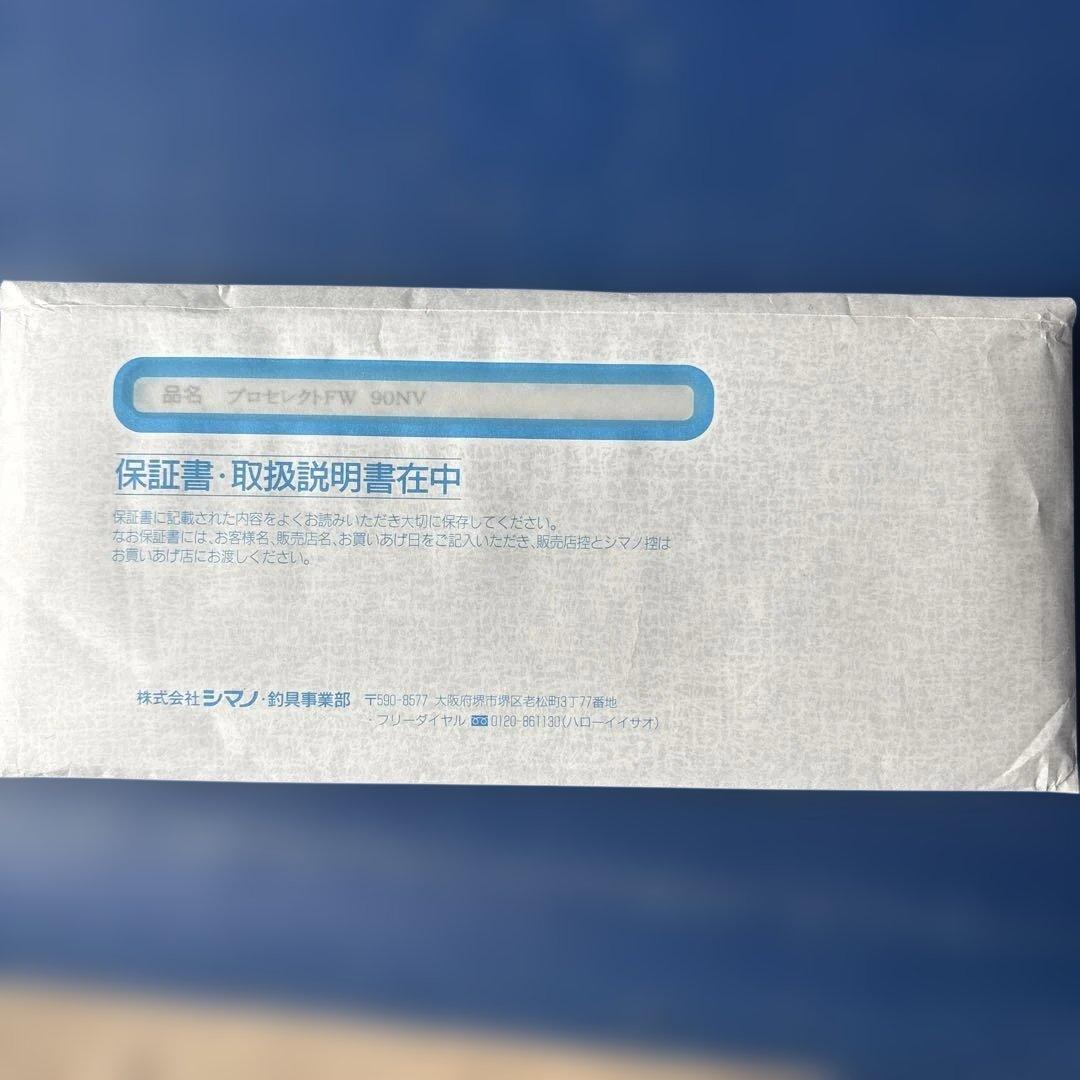 品名 プロセレクトFW 90NV
保証書・取扱説明書在中
保証書に記載された内容をよくお読みいただき大切に保存してください。
なお保証書には、お客様名、販売店名、お買いあげ日をご記入いただき、販売店控とシマノ控は
お買いあげ店にお渡しください。
株式会社シマノ・釣具事業部 〒590-8577 大阪府堺市堺区老松町3丁77番地
・フリーダイヤル 0120-861130(ハローイイサオ)